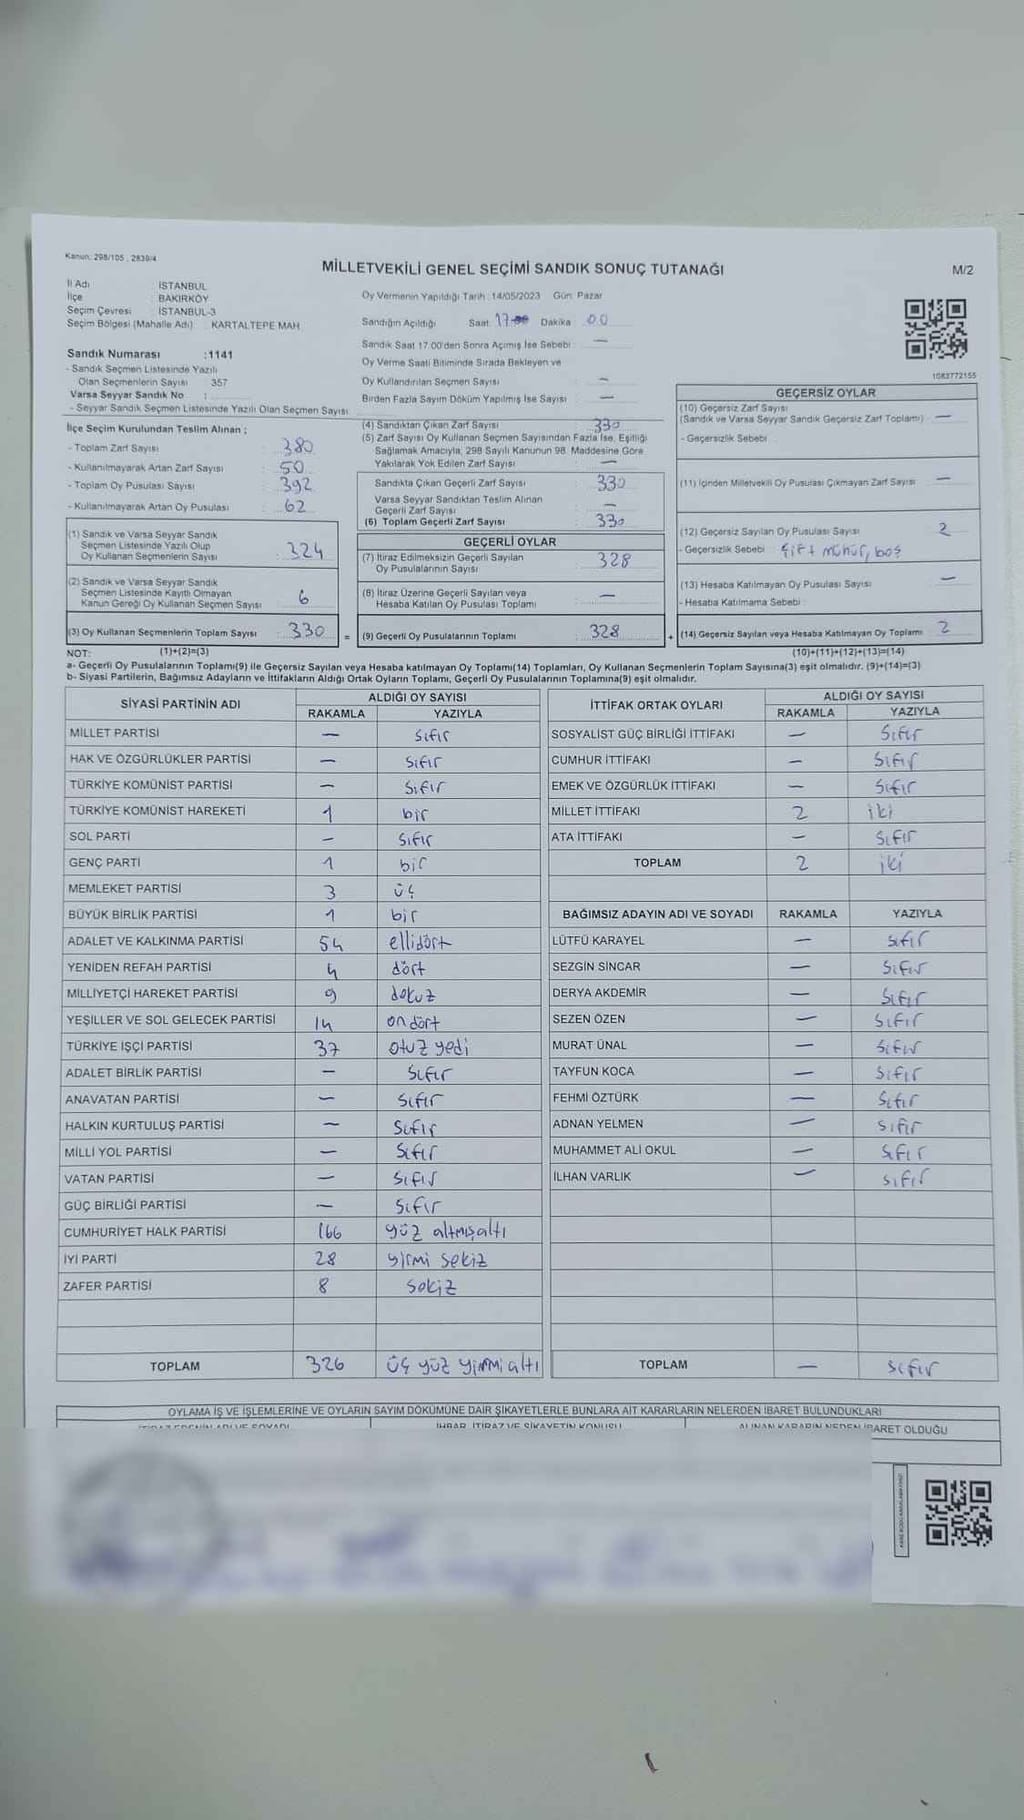 Kanun: 298/105 , 2839/4
MİLLETVEKİLİ GENEL SEÇİMİ SANDIK SONUÇ TUTANAĞI
M/2
İl Adı : İSTANBUL
İlçe : BAKIRKÖY
Seçim Çevresi : İSTANBUL-3
Seçim Bölgesi (Mahalle Adı) : KARTALTEPE MAH.
Sandık Numarası :1141
- Sandık Seçmen Listesinde Yazılı
Olan Seçmenlerin Sayısı : 357
Varsa Seyyar Sandık No :
- Seyyar Sandık Seçmen Listesinde Yazılı Olan Seçmen Sayısı :
Oy Vermenin Yapıldığı Tarih : 14/05/2023 Gün: Pazar
Sandığın Açıldığı Saat: 17 Dakika 00
Sandık Saat 17:00'den Sonra Açımış İse Sebebi : —
Oy Verme Saati Bitiminde Sırada Bekleyen ve
Oy Kullandırılan Seçmen Sayısı : —
Birden Fazla Sayım Döküm Yapılmış İse Sayısı : —
1083772155
İlçe Seçim Kurulundan Teslim Alınan ;
- Toplam Zarf Sayısı : 380
- Kullanılmayarak Artan Zarf Sayısı : 50
- Toplam Oy Pusulası Sayısı : 392
- Kullanılmayarak Artan Oy Pusulası : 62
(1) Sandık ve Varsa Seyyar Sandık
Seçmen Listesinde Yazılı Olup
Oy Kullanan Seçmenlerin Sayısı : 324
(2) Sandık ve Varsa Seyyar Sandık
Seçmen Listesinde Kayıtlı Olmayan
Kanun Gereği Oy Kullanan Seçmen Sayısı : 6
(3) Oy Kullanan Seçmenlerin Toplam Sayısı : 330 =
(4) Sandıktan Çıkan Zarf Sayısı : 330
(5) Zarf Sayısı Oy Kullanan Seçmen Sayısından Fazla İse, Eşitliği
Sağlamak Amacıyla, 298 Sayılı Kanunun 98. Maddesine Göre
Yakılarak Yok Edilen Zarf Sayısı : —
Sandıkta Çıkan Geçerli Zarf Sayısı : 330
Varsa Seyyar Sandıktan Teslim Alınan
Geçerli Zarf Sayısı : —
(6) Toplam Geçerli Zarf Sayısı : 330
GEÇERLİ OYLAR
(7) İtiraz Edilmeksizin Geçerli Sayılan
Oy Pusulalarının Sayısı : 328
(8) İtiraz Üzerine Geçerli Sayılan veya
Hesaba Katılan Oy Pusulası Toplamı : —
(9) Geçerli Oy Pusulalarının Toplamı : 328 +
GEÇERSİZ OYLAR
(10) Geçersiz Zarf Sayısı
(Sandık ve Varsa Seyyar Sandık Geçersiz Zarf Toplamı) : —
- Geçersizlik Sebebi :
(11) İçinden Milletvekili Oy Pusulası Çıkmayan Zarf Sayısı : —
(12) Geçersiz Sayılan Oy Pusulası Sayısı : 2
- Geçersizlik Sebebi : çift mühür, boş
(13) Hesaba Katılmayan Oy Pusulası Sayısı : —
- Hesaba Katılmama Sebebi :
(14) Geçersiz Sayılan veya Hesaba Katılmayan Oy Toplamı : 2
NOT: (1)+(2)=(3) (10)+(11)+(12)+(13)=(14)
a- Geçerli Oy Pusulalarının Toplamı(9) ile Geçersiz Sayılan veya Hesaba katılmayan Oy Toplamı(14) Toplamları, Oy Kullanan Seçmenlerin Toplam Sayısına(3) eşit olmalıdır. (9)+(14)=(3)
b- Siyasi Partilerin, Bağımsız Adayların ve İttifakların Aldığı Ortak Oyların Toplamı, Geçerli Oy Pusulalarının Toplamına(9) eşit olmalıdır.
SİYASİ PARTİNİN ADI ALDIĞI OY SAYISI
RAKAMLA YAZIYLA
MİLLET PARTİSİ — sıfır
HAK VE ÖZGÜRLÜKLER PARTİSİ — sıfır
TÜRKİYE KOMÜNİST PARTİSİ — sıfır
TÜRKİYE KOMÜNİST HAREKETİ 1 bir
SOL PARTİ — sıfır
GENÇ PARTİ 1 bir
MEMLEKET PARTİSİ 3 üç
BÜYÜK BİRLİK PARTİSİ 1 bir
ADALET VE KALKINMA PARTİSİ 54 ellidört
YENİDEN REFAH PARTİSİ 4 dört
MİLLİYETÇİ HAREKET PARTİSİ 9 dokuz
YEŞİLLER VE SOL GELECEK PARTİSİ 14 on dört
TÜRKİYE İŞÇİ PARTİSİ 37 otuz yedi
ADALET BİRLİK PARTİSİ — sıfır
ANAVATAN PARTİSİ — sıfır
HALKIN KURTULUŞ PARTİSİ — sıfır
MİLLİ YOL PARTİSİ — sıfır
VATAN PARTİSİ — sıfır
GÜÇ BİRLİĞİ PARTİSİ — sıfır
CUMHURİYET HALK PARTİSİ 166 yüz altmışaltı
İYİ PARTİ 28 yirmi sekiz
ZAFER PARTİSİ 8 sekiz
TOPLAM 326 üç yüz yirmi altı
İTTİFAK ORTAK OYLARI ALDIĞI OY SAYISI
RAKAMLA YAZIYLA
SOSYALİST GÜÇ BİRLİĞİ İTTİFAKI — sıfır
CUMHUR İTTİFAKI — sıfır
EMEK VE ÖZGÜRLÜK İTTİFAKI — sıfır
MİLLET İTTİFAKI 2 iki
ATA İTTİFAKI — sıfır
TOPLAM 2 iki
BAĞIMSIZ ADAYIN ADI VE SOYADI RAKAMLA YAZIYLA
LÜTFÜ KARAYEL — sıfır
SEZGİN SİNCAR — sıfır
DERYA AKDEMİR — sıfır
SEZEN ÖZEN — sıfır
MURAT ÜNAL — sıfır
TAYFUN KOCA — sıfır
FEHMİ ÖZTÜRK — sıfır
ADNAN YELMEN — sıfır
MUHAMMET ALİ OKUL — sıfır
İLHAN VARLIK — sıfır
TOPLAM — sıfır
OYLAMA İŞ VE İŞLEMLERİNE VE OYLARIN SAYIM DÖKÜMÜNE DAİR ŞİKAYETLERLE BUNLARA AİT KARARLARIN NELERDEN İBARET BULUNDUKLARI
İTİRAZ EDENİN ADI VE SOYADI İHBAR, İTİRAZ VE ŞİKAYETİN KONUSU ALINAN KARARIN NEDEN İBARET OLDUĞU